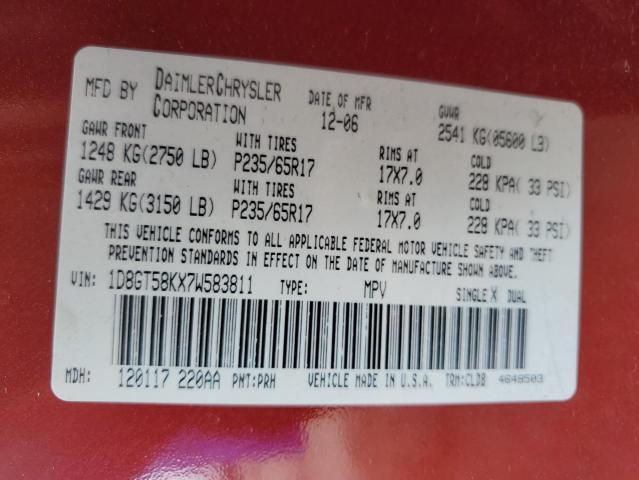 MFD BY DAIMLERCHRYSLER CORPORATION DATE OF MFR 12-06 GVWR 2541 KG(05600 LB)
GAWR FRONT WITH TIRES RIMS AT COLD
1248 KG(2750 LB) P235/65R17 17X7.0 228 KPA( 33 PSI)
GAWR REAR WITH TIRES RIMS AT COLD
1429 KG(3150 LB) P235/65R17 17X7.0 228 KPA( 33 PSI)
THIS VEHICLE CONFORMS TO ALL APPLICABLE FEDERAL MOTOR VEHICLE SAFETY AND THEFT
PREVENTION STANDARDS IN EFFECT ON THE DATE OF MANUFACTURE SHOWN ABOVE.
VIN: 1D8GT58KX7W583811 TYPE: MPV SINGLE X DUAL
MDH: 120117 220AA PNT:PRH VEHICLE MADE IN U.S.A. TRM:CLD8 4648503